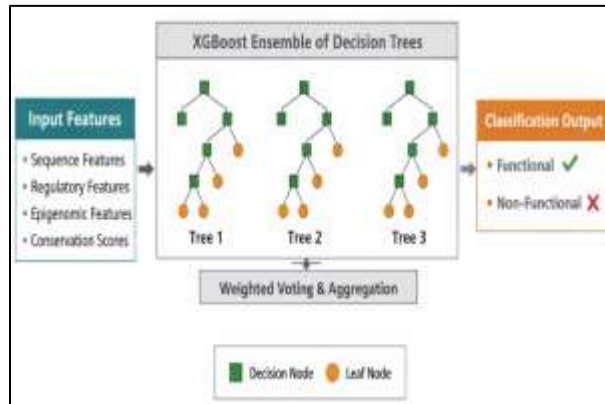 XGBoost Ensemble of Decision Trees
Input Features
• Sequence Features
• Regulatory Features
• Epigenomic Features
• Conservation Scores
Tree 1
Tree 2
Tree 3
Classification Output
• Functional ✓
• Non-Functional ✗
Weighted Voting & Aggregation
Decision Node
Leaf Node